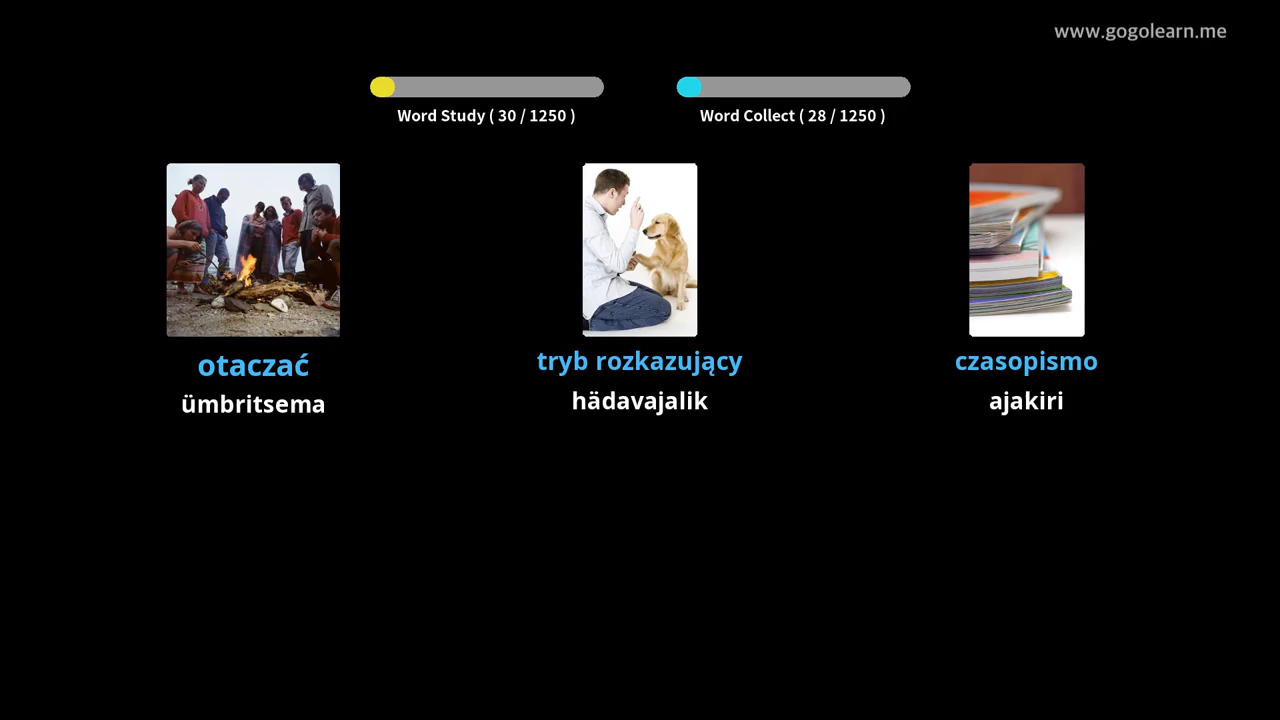 www.gogolearn.me
Word Study ( 30 / 1250 )
Word Collect ( 28 / 1250 )
otaczać
ümbritsema
tryb rozkazujący
hädavajalik
czasopismo
ajakiri